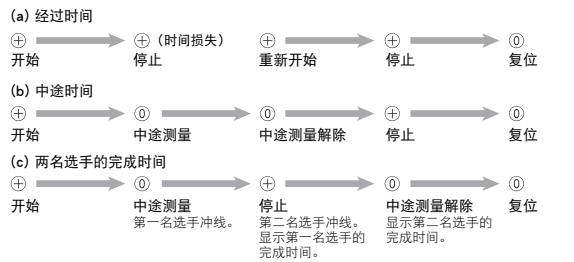 (a) 经过时间
⊕ ⊕(时间损失) ⊕ ⊕ ⓪
开始 停止 重新开始 停止 复位
(b) 中途时间
⊕ ⓪ ⓪ ⊕ ⓪
开始 中途测量 中途测量解除 停止 复位
(c) 两名选手的完成时间
⊕ ⓪ ⊕ ⓪ ⓪
开始 中途测量 停止 中途测量解除 复位
第一名选手冲线。 第二名选手冲线。 显示第二名选手的
显示第一名选手的 完成时间。
完成时间。